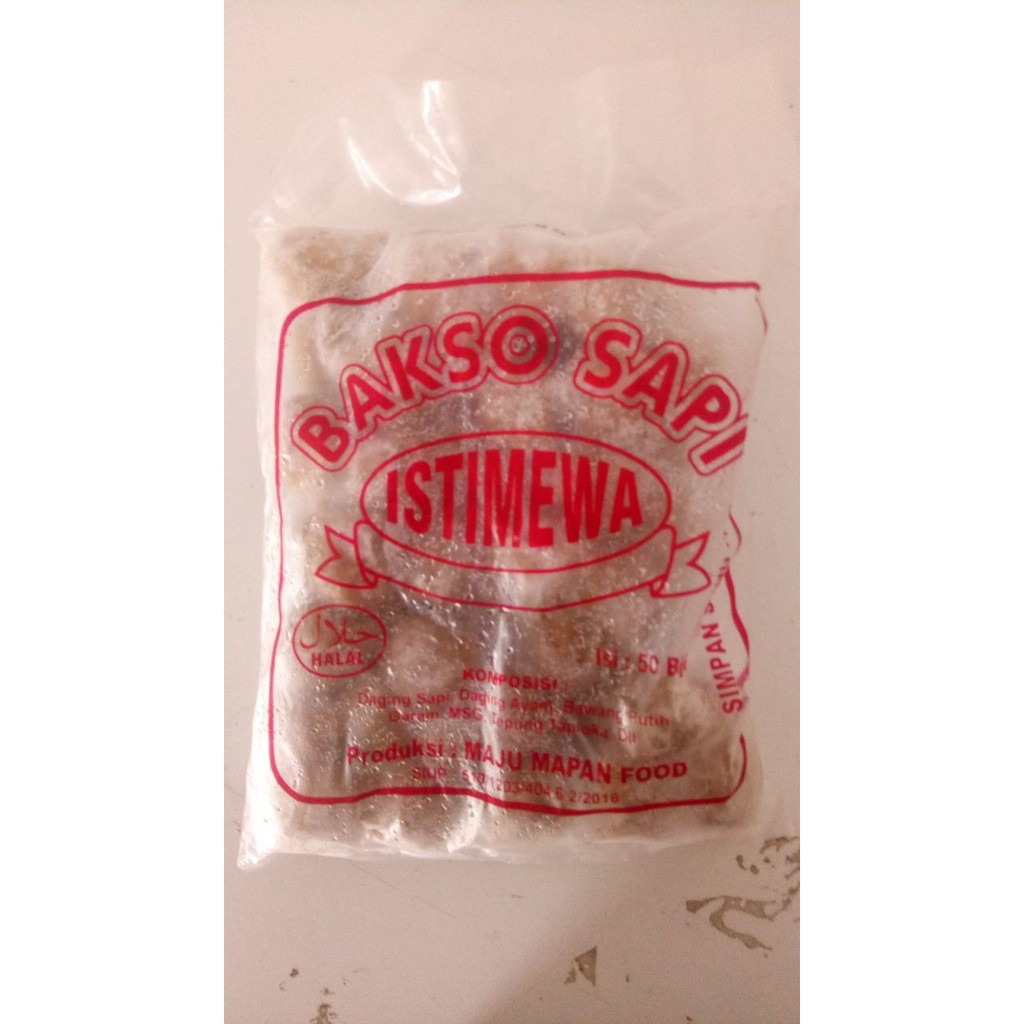 BAKSO SAPI
ISTIMEWA
حلال
HALAL
Isi : 50 B
KOMPOSISI :
Daging Sapi, Daging Ayam, Bawang Putih
Garam, MSG, Tepung Tapioka, Dll
Produksi : MAJU MAPAN FOOD
SIUP
SIMPAN